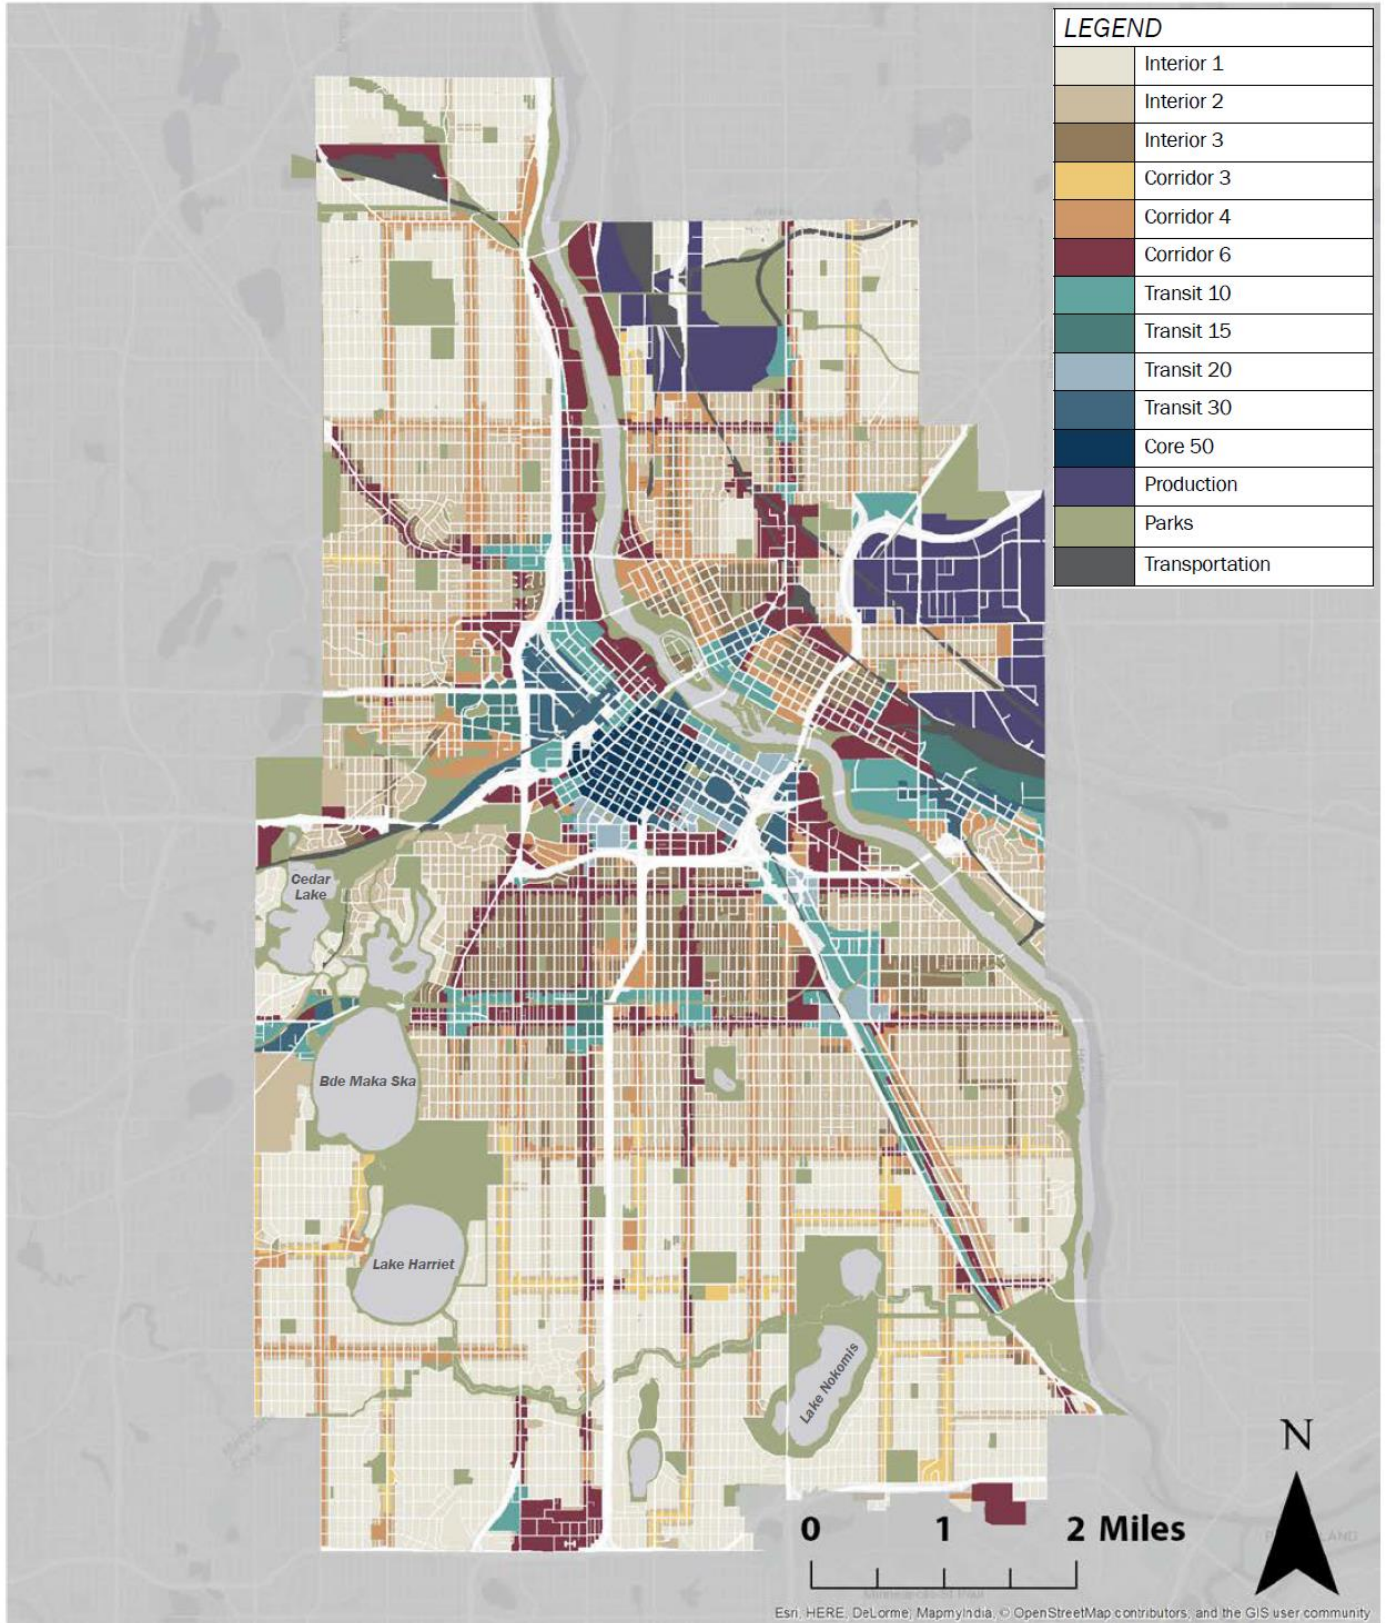 LEGEND
Interior 1
Interior 2
Interior 3
Corridor 3
Corridor 4
Corridor 6
Transit 10
Transit 15
Transit 20
Transit 30
Core 50
Production
Parks
Transportation
Cedar
Lake
Bde Maka Ska
Lake Harriet
Lake Nokomis
N
0 1 2 Miles
Esri, HERE, DeLorme, MapmyIndia, © OpenStreetMap contributors, and the GIS user community